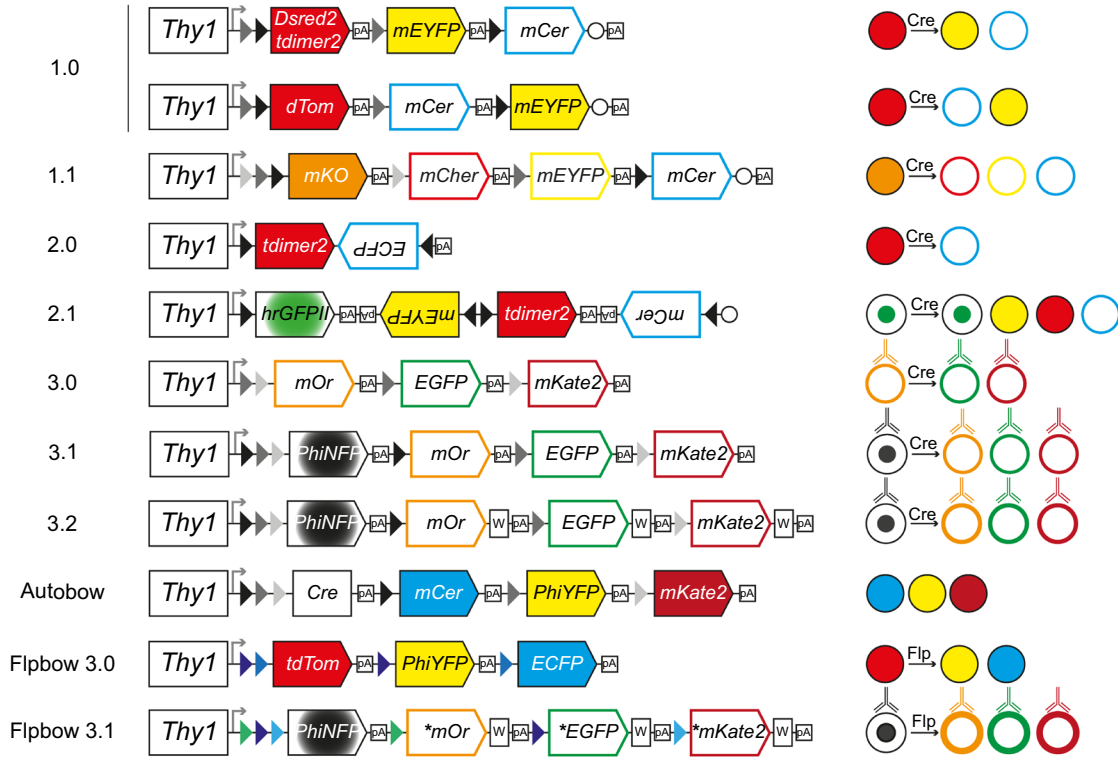 1.0
Thy1 Dsred2 tdimer2 pA mEYFP pA mCer pA Cre
Thy1 dTom pA mCer pA mEYFP pA Cre
1.1 Thy1 mKO pA mCher pA mEYFP pA mCer pA Cre
2.0 Thy1 tdimer2 ECFP pA Cre
2.1 Thy1 hrGFPII pA pA mEYFP tdimer2 pA pA mCer Cre
3.0 Thy1 mOr pA EGFP pA mKate2 pA Cre
3.1 Thy1 PhiNFP pA mOr pA EGFP pA mKate2 pA Cre
3.2 Thy1 PhiNFP pA mOr W pA EGFP W pA mKate2 W pA Cre
Autobow Thy1 Cre pA mCer pA PhiYFP pA mKate2 pA
Flpbow 3.0 Thy1 tdTom pA PhiYFP pA ECFP pA Flp
Flpbow 3.1 Thy1 PhiNFP pA *mOr W pA *EGFP W pA *mKate2 W pA Flp